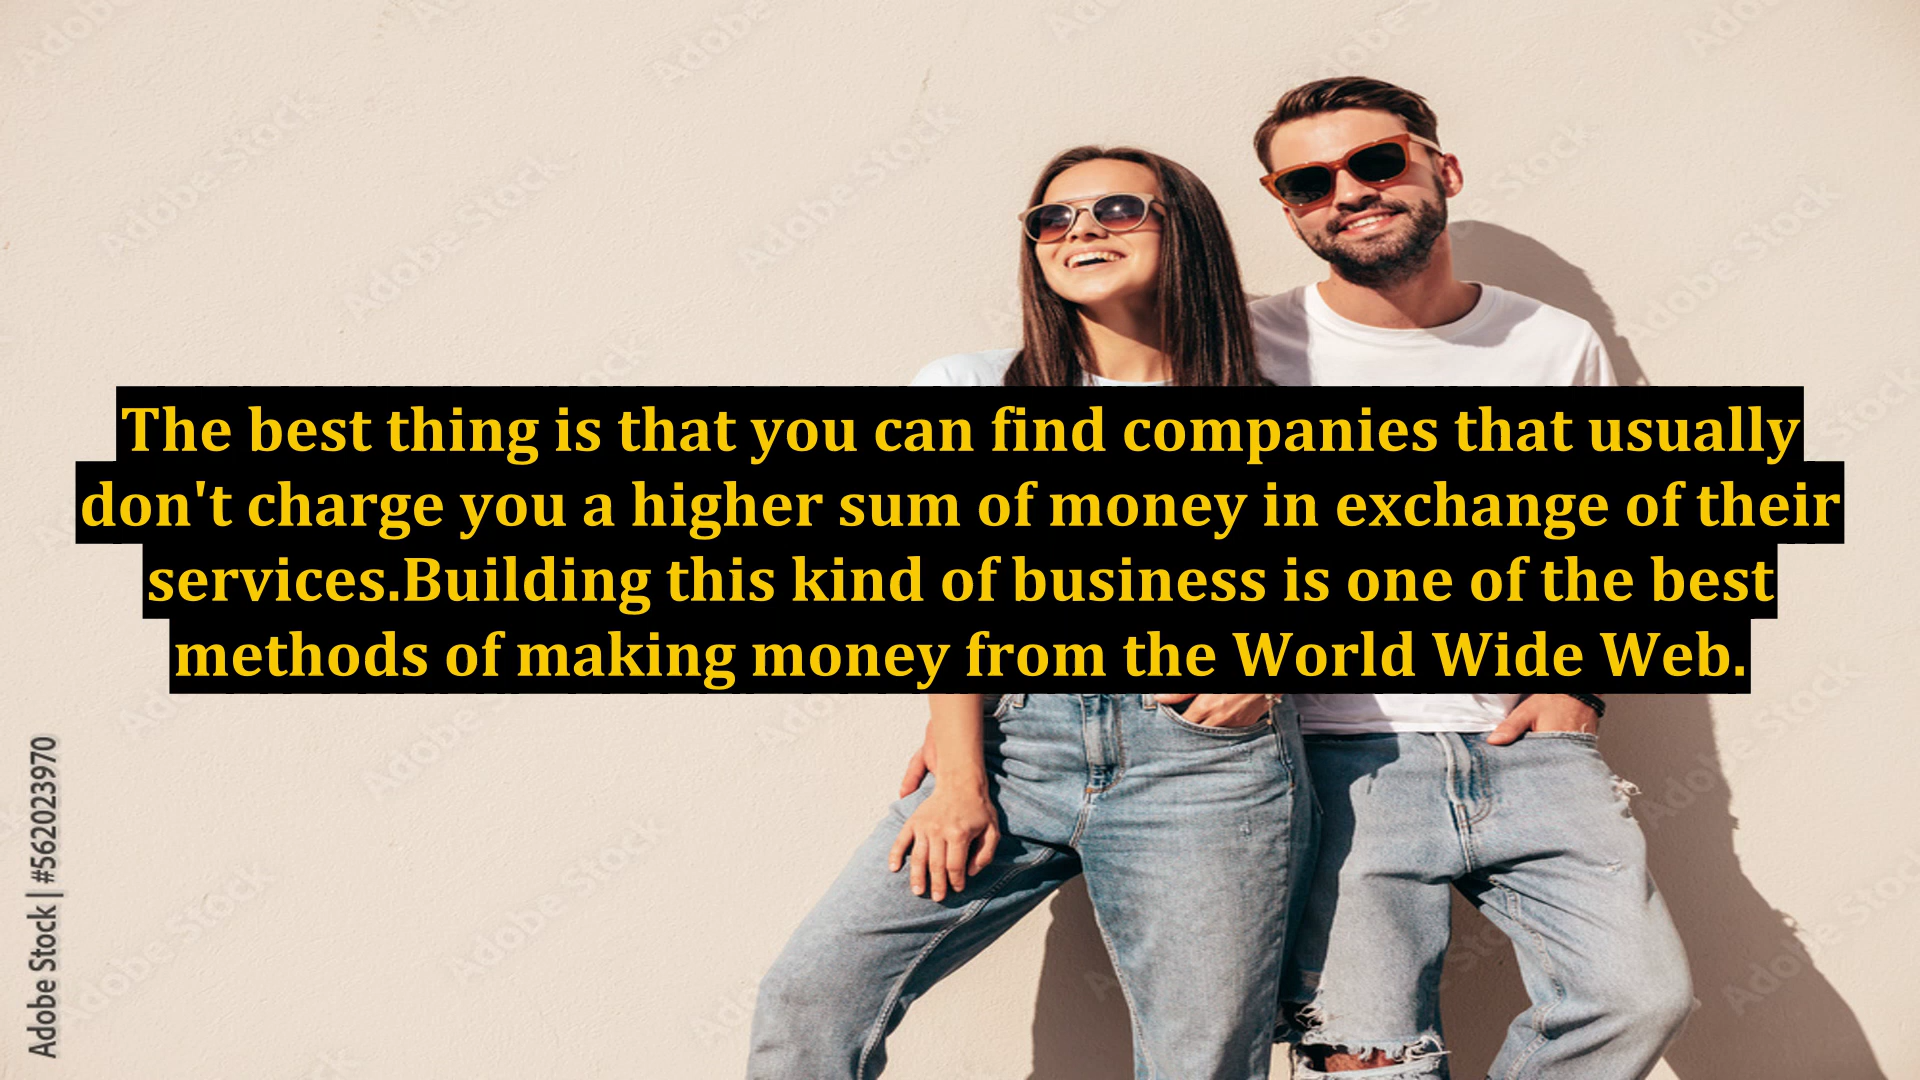 The best thing is that you can find companies that usually
don't charge you a higher sum of money in exchange of their
services.Building this kind of business is one of the best
methods of making money from the World Wide Web.
Adobe Stock | #562023970
Adobe Stock